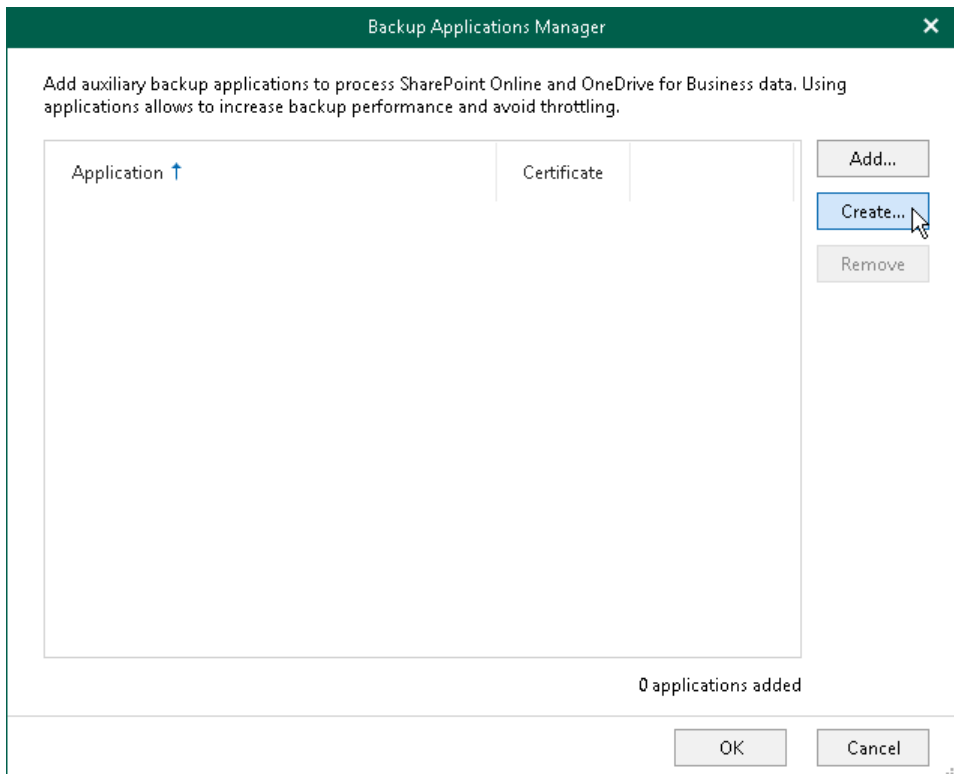 Backup Applications Manager
Add auxiliary backup applications to process SharePoint Online and OneDrive for Business data. Using
applications allows to increase backup performance and avoid throttling.
Application
Certificate
Add...
Create...
Remove
0 applications added
OK
Cancel